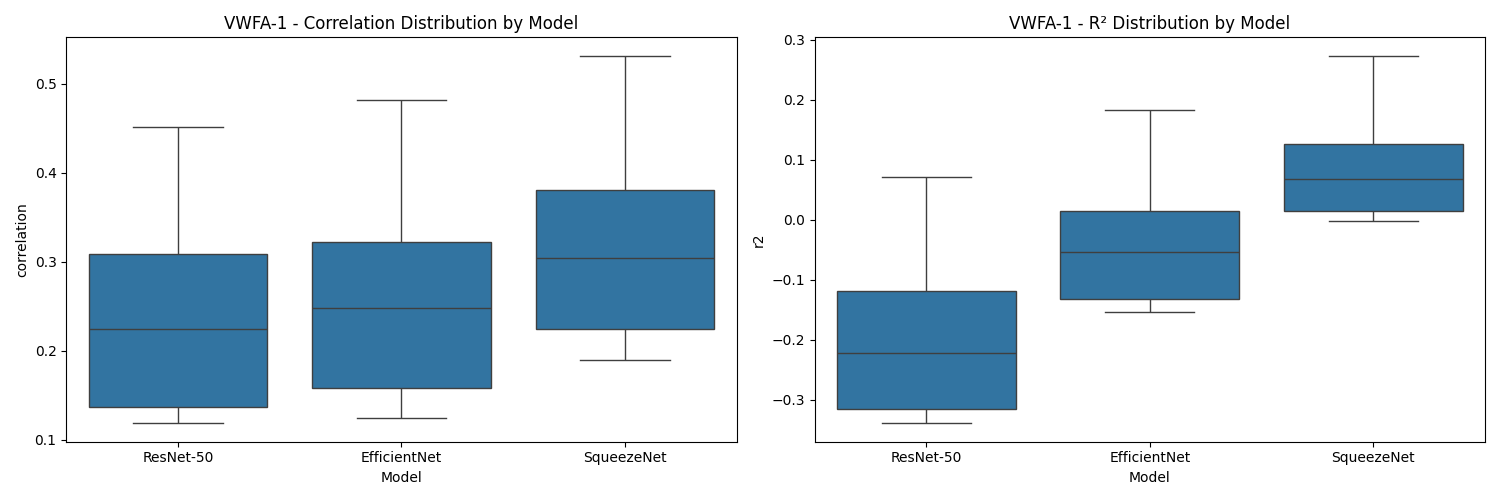 VWFA-1 - Correlation Distribution by Model
correlation
0.5
0.4
0.3
0.2
0.1
ResNet-50
EfficientNet
SqueezeNet
Model
VWFA-1 - R² Distribution by Model
r2
0.3
0.2
0.1
0.0
−0.1
−0.2
−0.3
ResNet-50
EfficientNet
SqueezeNet
Model